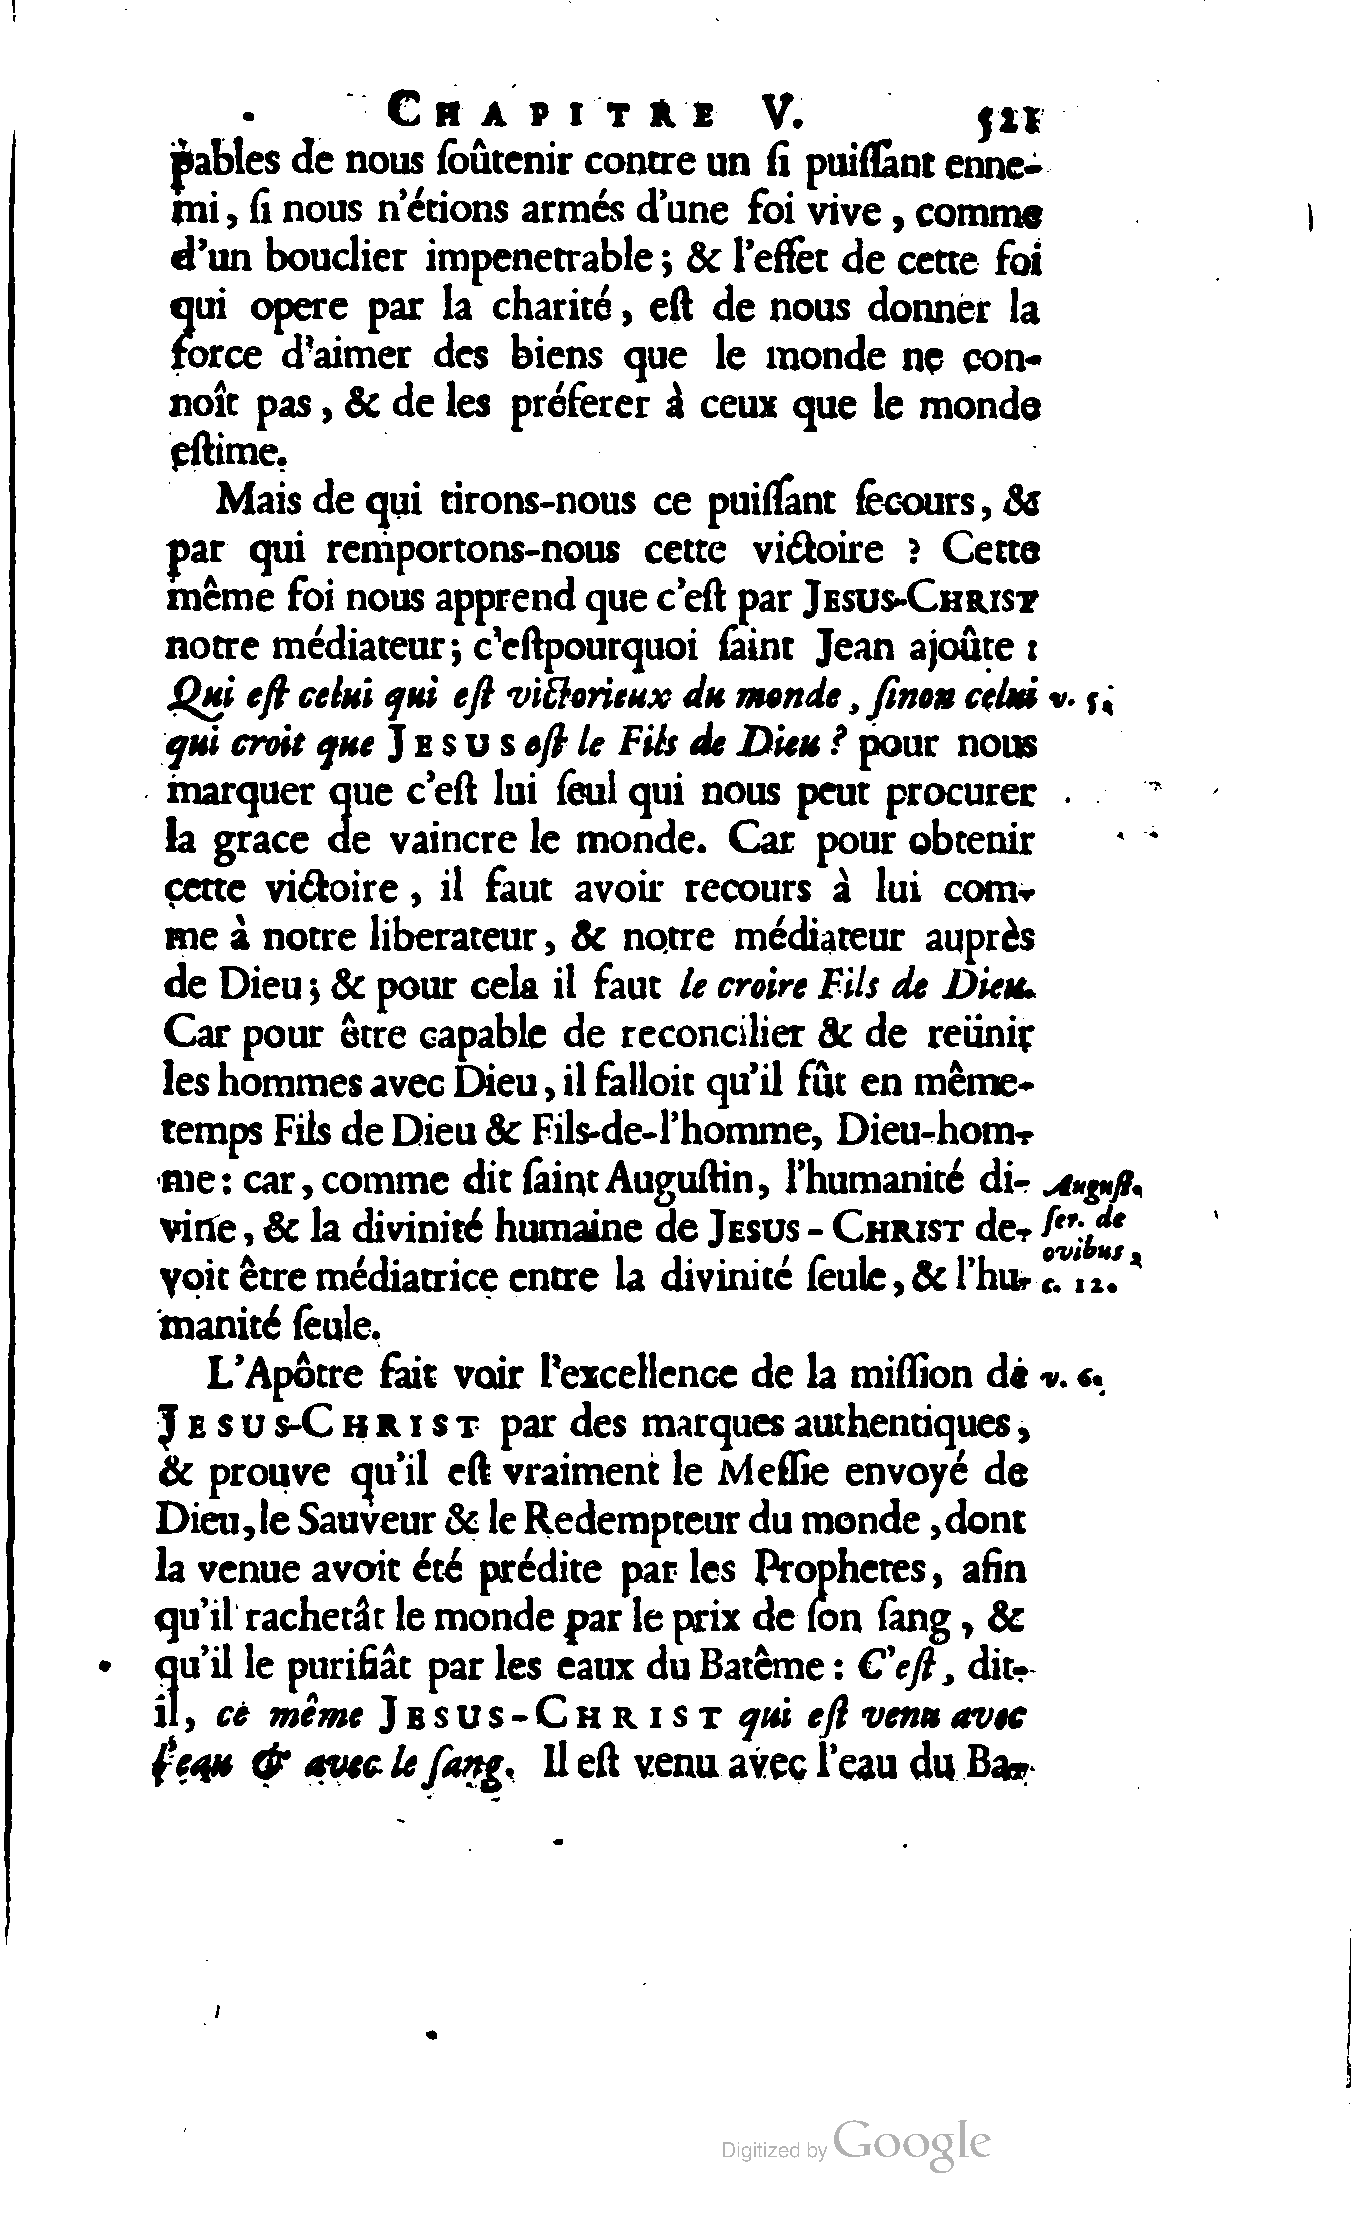 CHAPITRE V. 521
pables de nous ſoûtenir contre un ſi puiſſant enne-
mi, ſi nous n'étions armés d'une foi vive, comme
d'un bouclier impenetrable; & l'effet de cette foi
qui opere par la charité, eſt de nous donner la
force d'aimer des biens que le monde ne con-
noît pas, & de les préferer à ceux que le monde
eſtime.
Mais de qui tirons-nous ce puiſſant ſecours, &
par qui remportons-nous cette victoire ? Cette
même foi nous apprend que c'eſt par JESUS-CHRIST
notre médiateur; c'eſtpourquoi ſaint Jean ajoûte :
Qui eſt celui qui eſt victorieux du monde, ſinon celui v. 5.
qui croit que JESUS eſt le Fils de Dieu ? pour nous
marquer que c'eſt lui ſeul qui nous peut procurer
la grace de vaincre le monde. Car pour obtenir
cette victoire, il faut avoir recours à lui com-
me à notre liberateur, & notre médiateur auprès
de Dieu; & pour cela il faut le croire Fils de Dieu.
Car pour être capable de reconcilier & de reünir
les hommes avec Dieu, il falloit qu'il fût en même-
temps Fils de Dieu & Fils-de-l'homme, Dieu-hom-
me: car, comme dit ſaint Auguſtin, l'humanité di- Auguſt.
vine, & la divinité humaine de JESUS-CHRIST de- ſer. de
ovibus,
voit être médiatrice entre la divinité ſeule, & l'hu- c. 12.
manité ſeule.
L'Apôtre fait voir l'excellence de la miſſion de v. 6.
JESUS-CHRIST par des marques authentiques,
& prouve qu'il eſt vraiment le Meſſie envoyé de
Dieu, le Sauveur & le Redempteur du monde, dont
la venue avoit été prédite par les Prophetes, afin
qu'il rachetât le monde par le prix de ſon ſang, &
qu'il le purifiât par les eaux du Batême: C'eſt, dit-
il, ce même JESUS-CHRIST qui eſt venu avec
l'eau & avec le ſang. Il eſt venu avec l'eau du Ba-
Digitized by Google